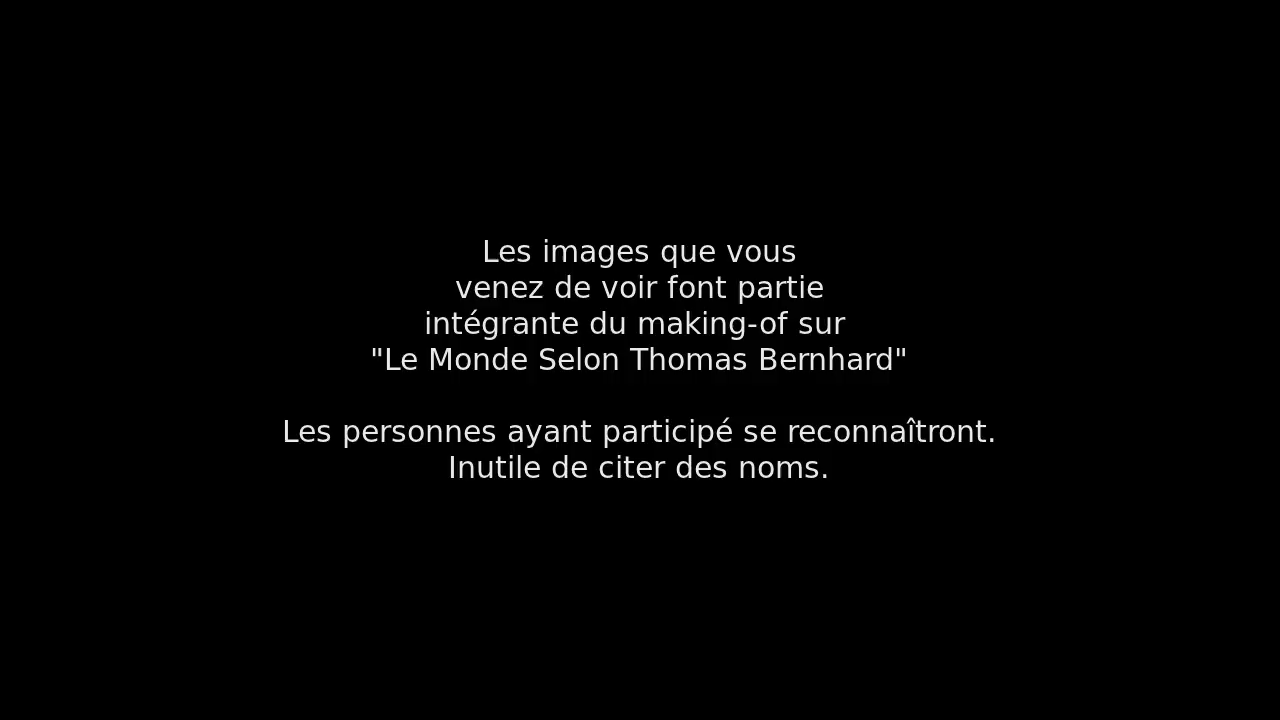 Les images que vous
venez de voir font partie
intégrante du making-of sur
"Le Monde Selon Thomas Bernhard"
Les personnes ayant participé se reconnaîtront.
Inutile de citer des noms.